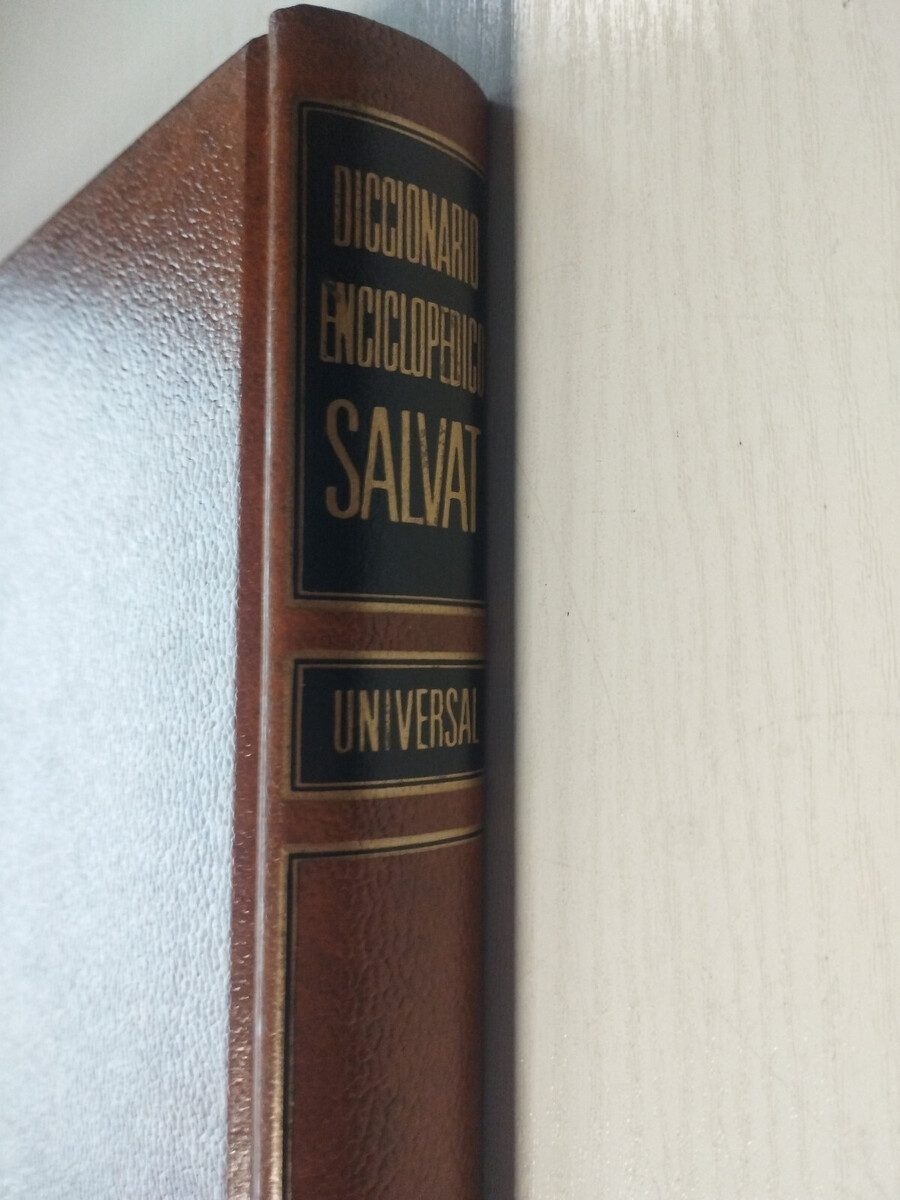 DICCIONARIO
ENCICLOPEDICO
SALVAT
UNIVERSAL